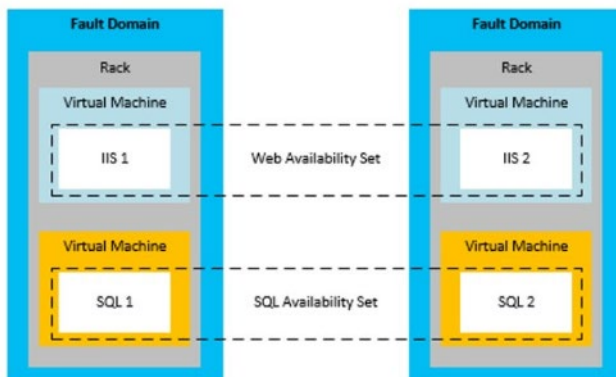 Fault Domain
Fault Domain
Rack
Rack
Virtual Machine
Virtual Machine
IIS 1
Web Availability Set
IIS 2
Virtual Machine
Virtual Machine
SQL 1
SQL Availability Set
SQL 2